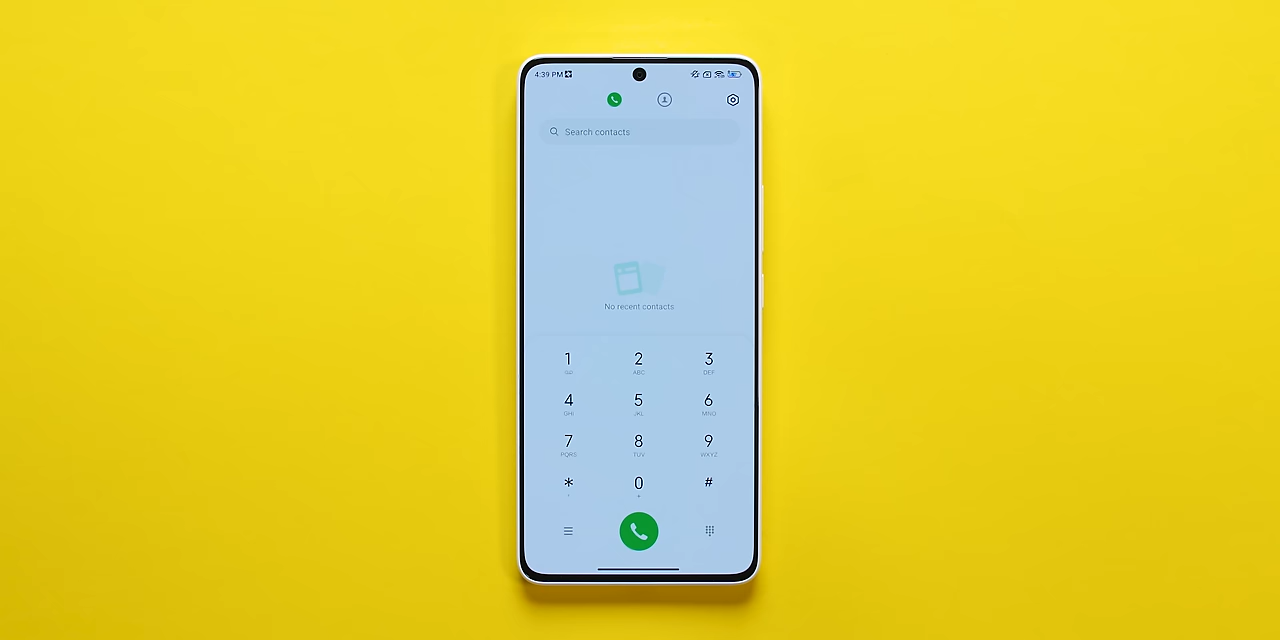 4:39 PM
Search contacts
No recent contacts
1 2 3
ABC DEF
4 5 6
GHI JKL MNO
7 8 9
PQRS TUV WXYZ
* 0 #
+